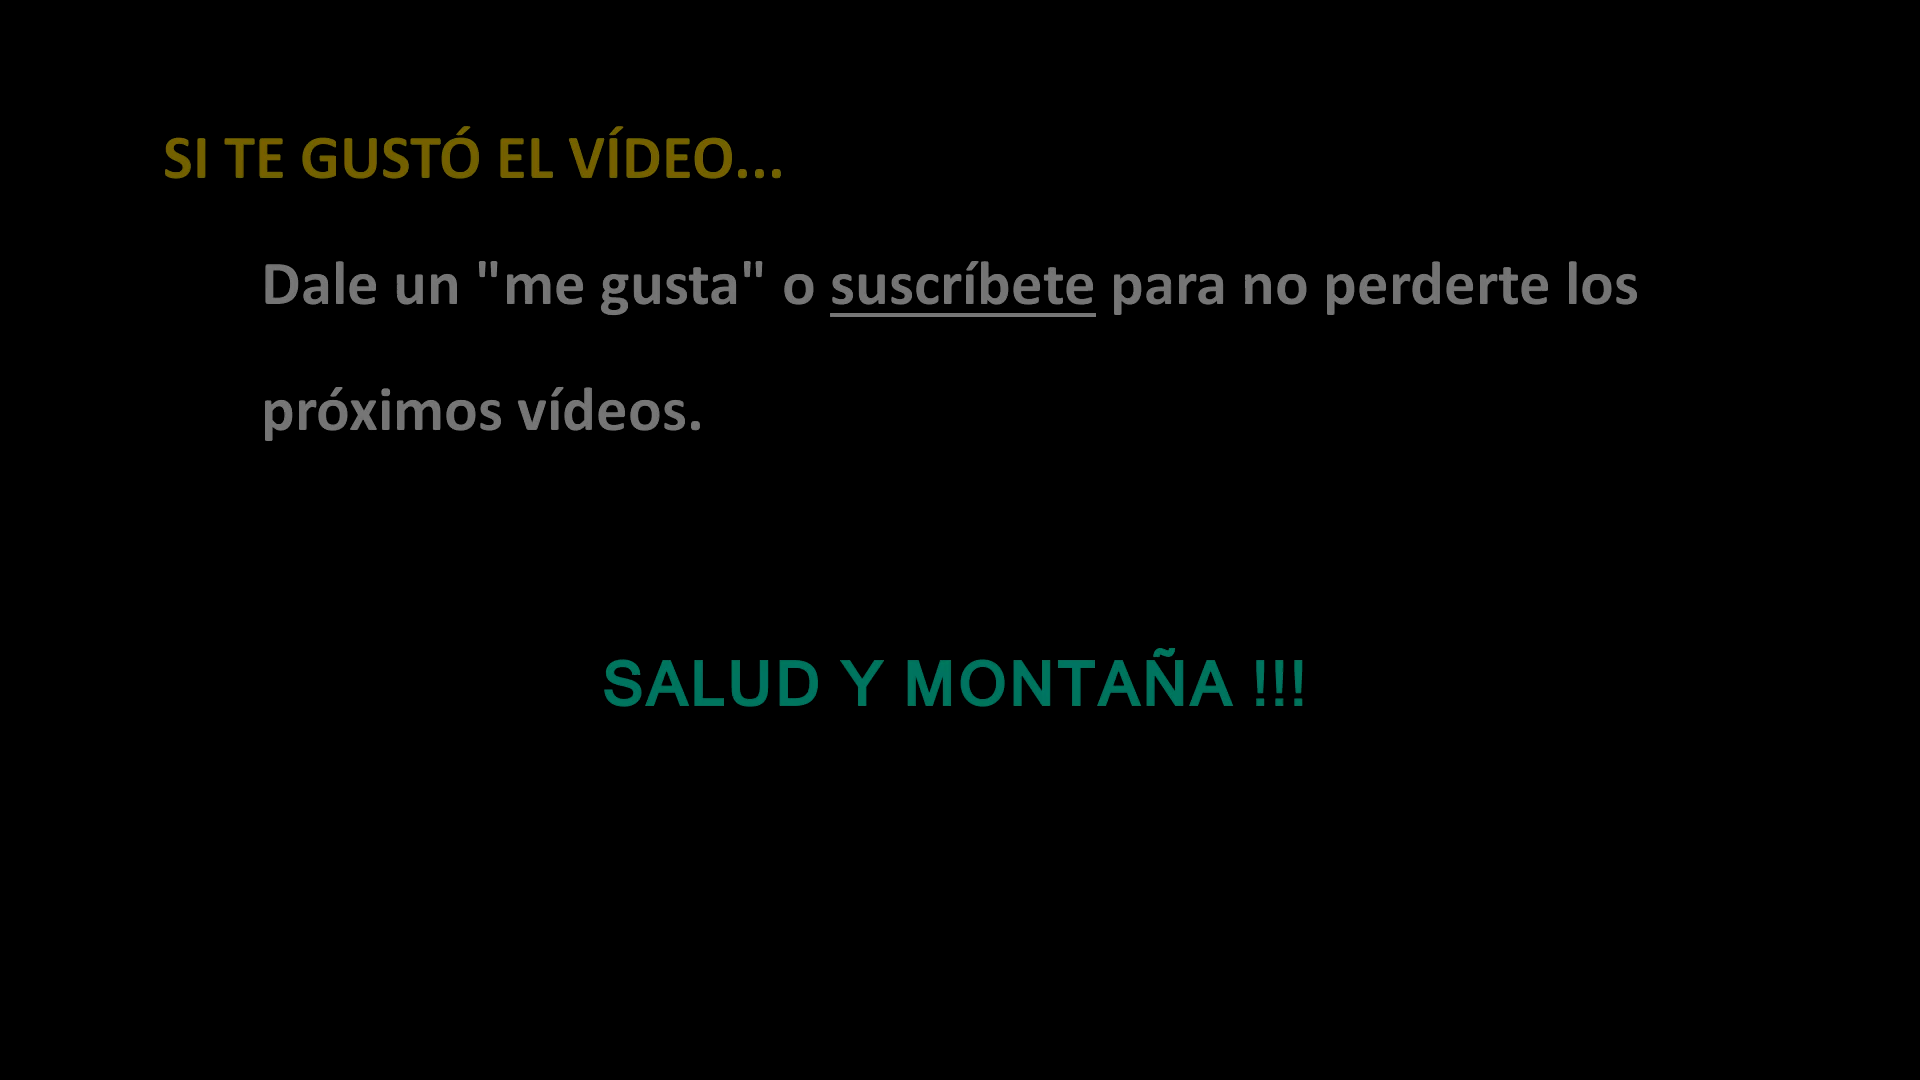 SI TE GUSTÓ EL VÍDEO...
Dale un "me gusta" o suscríbete para no perderte los
próximos vídeos.
SALUD Y MONTAÑA !!!